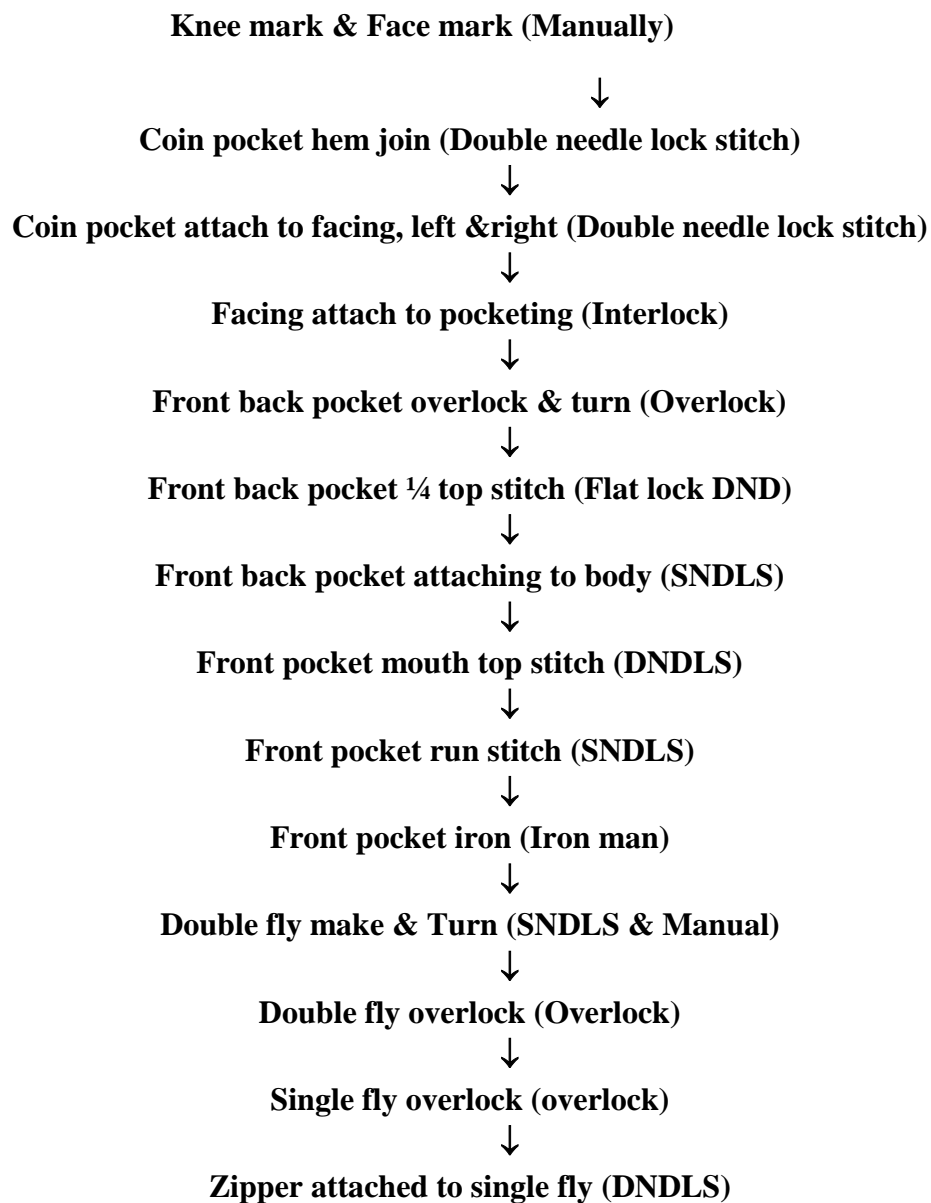 Knee mark & Face mark (Manually)
↓
Coin pocket hem join (Double needle lock stitch)
↓
Coin pocket attach to facing, left &right (Double needle lock stitch)
↓
Facing attach to pocketing (Interlock)
↓
Front back pocket overlock & turn (Overlock)
↓
Front back pocket ¼ top stitch (Flat lock DND)
↓
Front back pocket attaching to body (SNDLS)
↓
Front pocket mouth top stitch (DNDLS)
↓
Front pocket run stitch (SNDLS)
↓
Front pocket iron (Iron man)
↓
Double fly make & Turn (SNDLS & Manual)
↓
Double fly overlock (Overlock)
↓
Single fly overlock (overlock)
↓
Zipper attached to single fly (DNDLS)